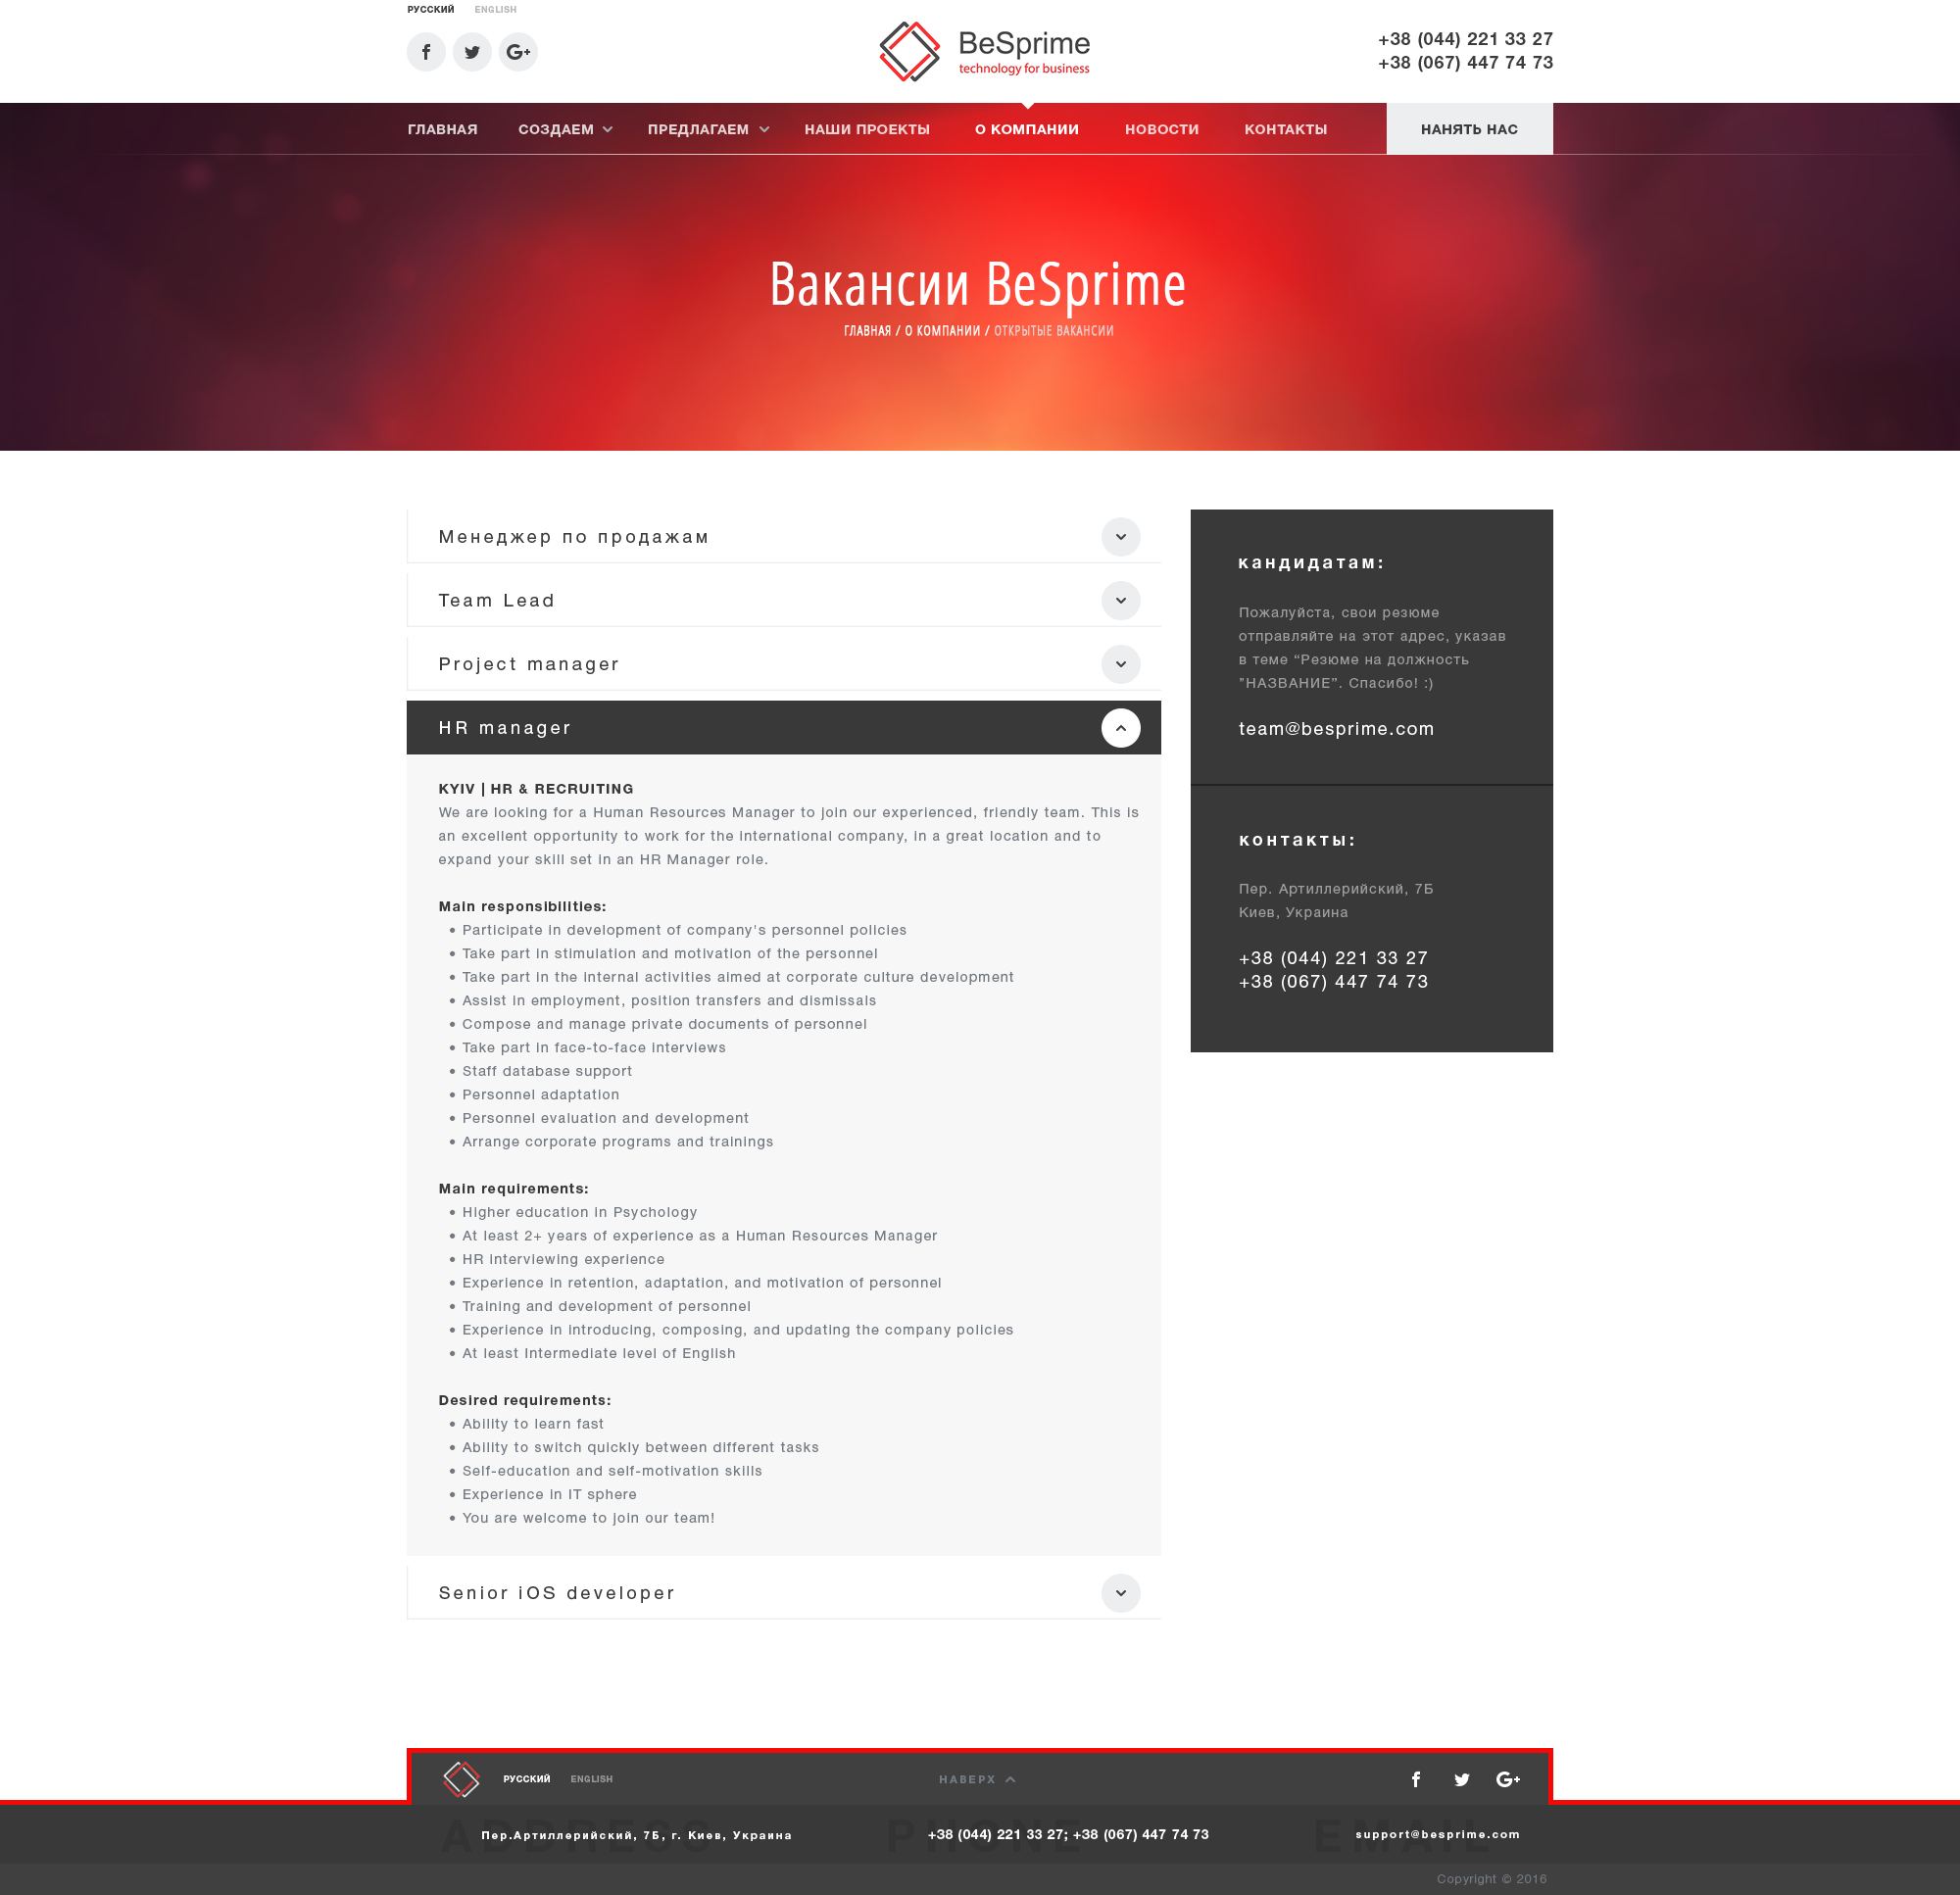 РУССКИЙ ENGLISH
BeSprime
technology for business
+38 (044) 221 33 27
+38 (067) 447 74 73
ГЛАВНАЯ СОЗДАЕМ ПРЕДЛАГАЕМ НАШИ ПРОЕКТЫ О КОМПАНИИ НОВОСТИ КОНТАКТЫ НАНЯТЬ НАС
Вакансии BeSprime
ГЛАВНАЯ / О КОМПАНИИ / ОТКРЫТЫЕ ВАКАНСИИ
Менеджер по продажам
Team Lead
Project manager
HR manager
KYIV | HR & RECRUITING
We are looking for a Human Resources Manager to join our experienced, friendly team. This is
an excellent opportunity to work for the international company, in a great location and to
expand your skill set in an HR Manager role.
Main responsibilities:
• Participate in development of company's personnel policies
• Take part in stimulation and motivation of the personnel
• Take part in the internal activities aimed at corporate culture development
• Assist in employment, position transfers and dismissals
• Compose and manage private documents of personnel
• Take part in face-to-face interviews
• Staff database support
• Personnel adaptation
• Personnel evaluation and development
• Arrange corporate programs and trainings
Main requirements:
• Higher education in Psychology
• At least 2+ years of experience as a Human Resources Manager
• HR interviewing experience
• Experience in retention, adaptation, and motivation of personnel
• Training and development of personnel
• Experience in introducing, composing, and updating the company policies
• At least Intermediate level of English
Desired requirements:
• Ability to learn fast
• Ability to switch quickly between different tasks
• Self-education and self-motivation skills
• Experience in IT sphere
• You are welcome to join our team!
Senior iOS developer
кандидатам:
Пожалуйста, свои резюме
отправляйте на этот адрес, указав
в теме “Резюме на должность
”НАЗВАНИЕ”. Спасибо! :)
team@besprime.com
контакты:
Пер. Артиллерийский, 7Б
Киев, Украина
+38 (044) 221 33 27
+38 (067) 447 74 73
РУССКИЙ ENGLISH НАВЕРХ
ADDRESS PHONE EMAIL
Пер.Артиллерийский, 7Б, г. Киев, Украина +38 (044) 221 33 27; +38 (067) 447 74 73 support@besprime.com
Copyright © 2016